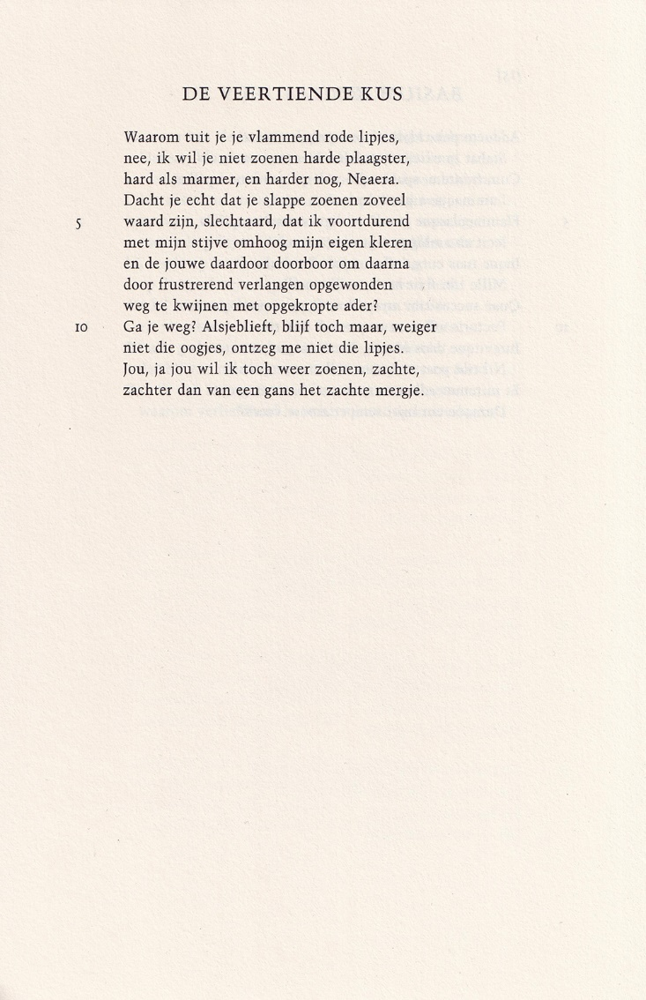 DE VEERTIENDE KUS
Waarom tuit je je vlammend rode lipjes,
nee, ik wil je niet zoenen harde plaagster,
hard als marmer, en harder nog, Neaera.
Dacht je echt dat je slappe zoenen zoveel
5 waard zijn, slechtaard, dat ik voortdurend
met mijn stijve omhoog mijn eigen kleren
en de jouwe daardoor doorboor om daarna
door frustrerend verlangen opgewonden
weg te kwijnen met opgekropte ader?
10 Ga je weg? Alsjeblieft, blijf toch maar, weiger
niet die oogjes, ontzeg me niet die lipjes.
Jou, ja jou wil ik toch weer zoenen, zachte,
zachter dan van een gans het zachte mergje.